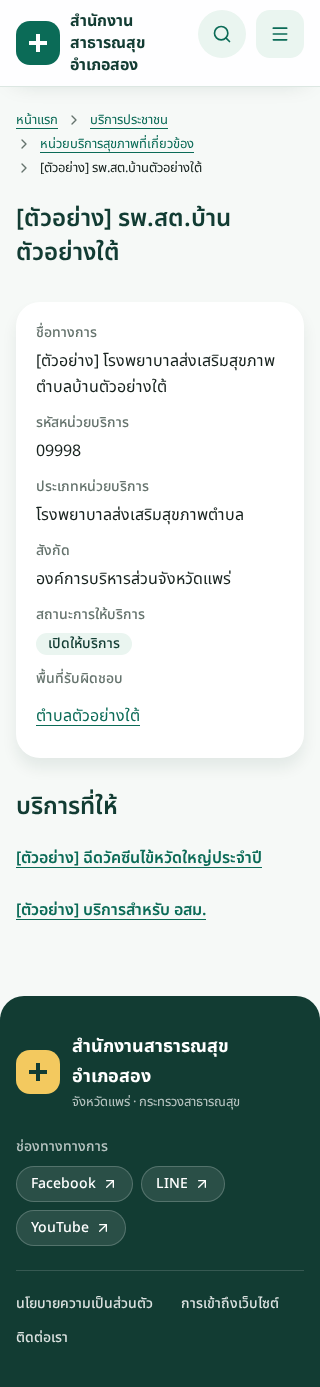 สำนักงาน
สาธารณสุข
อำเภอสอง
หน้าแรก
บริการประชาชน
หน่วยบริการสุขภาพที่เกี่ยวข้อง
[ตัวอย่าง] รพ.สต.บ้านตัวอย่างใต้
[ตัวอย่าง] รพ.สต.บ้าน
ตัวอย่างใต้
ชื่อทางการ
[ตัวอย่าง] โรงพยาบาลส่งเสริมสุขภาพ
ตำบลบ้านตัวอย่างใต้
รหัสหน่วยบริการ
09998
ประเภทหน่วยบริการ
โรงพยาบาลส่งเสริมสุขภาพตำบล
สังกัด
องค์การบริหารส่วนจังหวัดแพร่
สถานะการให้บริการ
เปิดให้บริการ
พื้นที่รับผิดชอบ
ตำบลตัวอย่างใต้
บริการที่ให้
[ตัวอย่าง] ฉีดวัคซีนไข้หวัดใหญ่ประจำปี
[ตัวอย่าง] บริการสำหรับ อสม.
สำนักงานสาธารณสุข
อำเภอสอง
จังหวัดแพร่ · กระทรวงสาธารณสุข
ช่องทางทางการ
Facebook
LINE
YouTube
นโยบายความเป็นส่วนตัว
การเข้าถึงเว็บไซต์
ติดต่อเรา